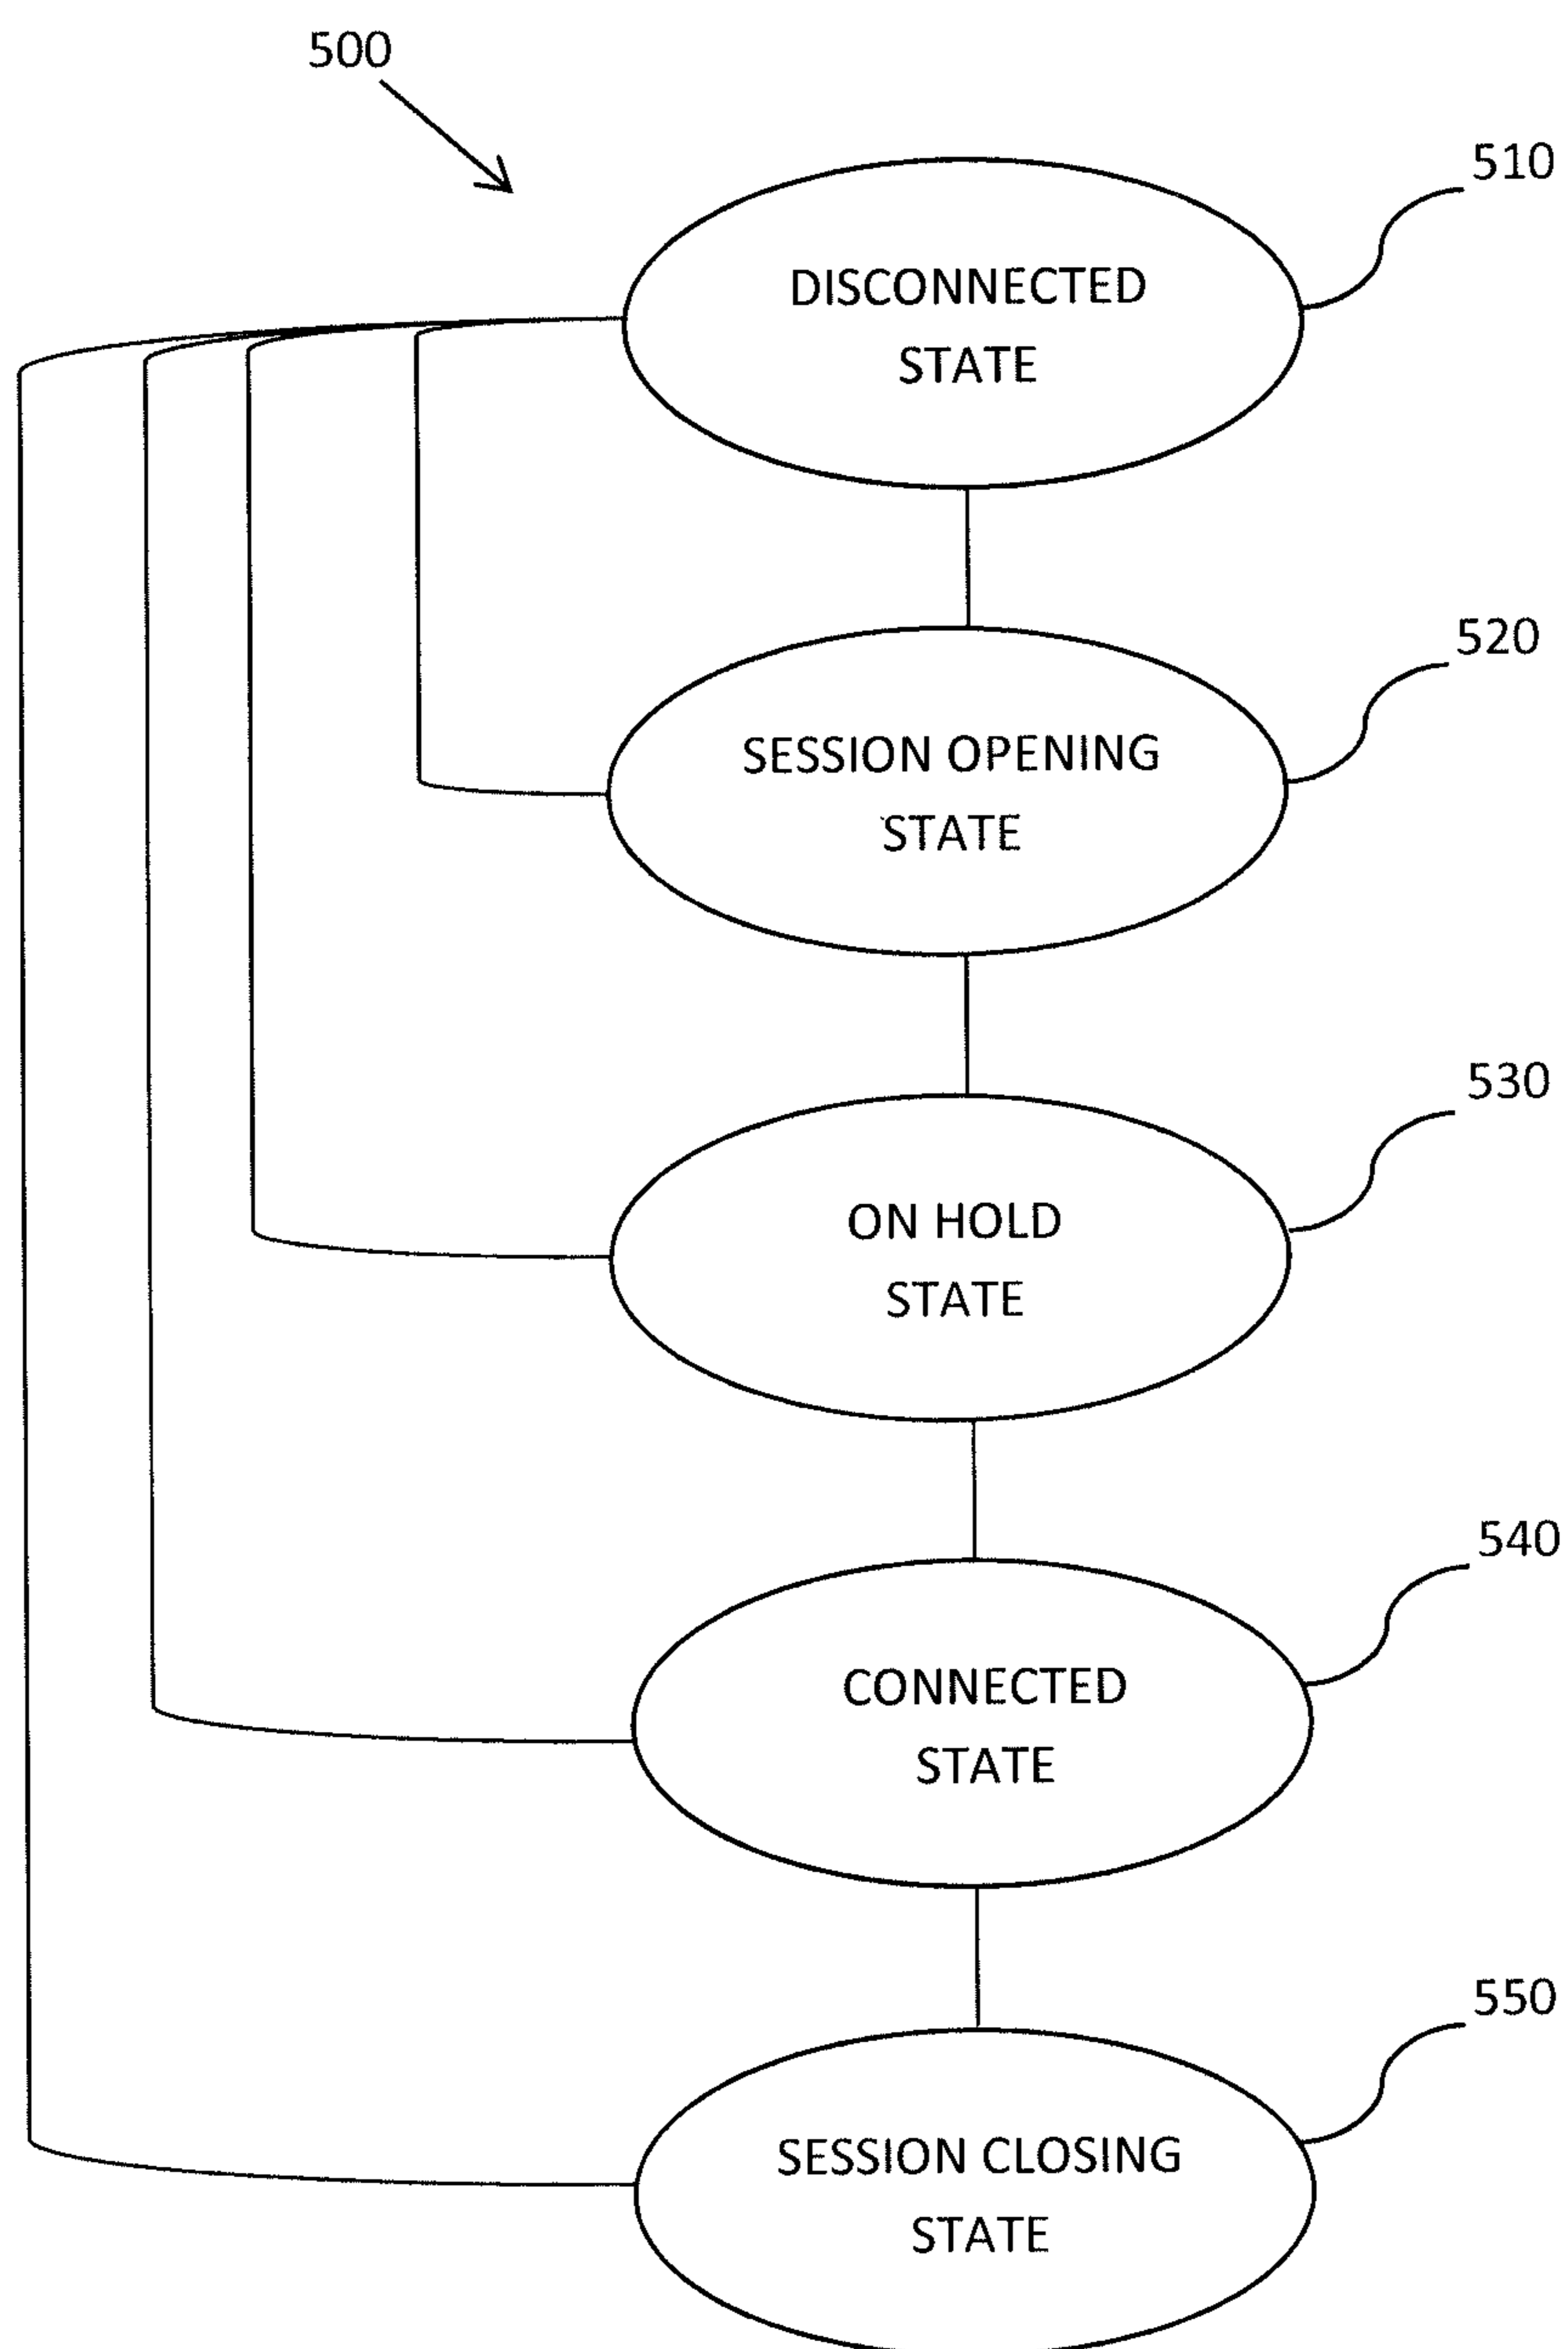 500
510
DISCONNECTED
STATE
520
SESSION OPENING
STATE
530
ON HOLD
STATE
540
CONNECTED
STATE
550
SESSION CLOSING
STATE